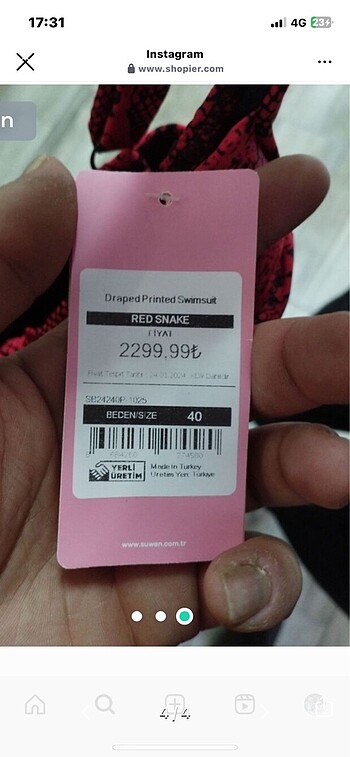 17:31
4G
23
Instagram
www.shopier.com
n
Draped Printed Swimsuit
RED SNAKE
FİYAT
2299.99₺
SB24240P.1025
BEDEN/SIZE 40
YERLİ
ÜRETİM
Made In Turkey
Üretim Yeri: Türkiye
www.suwen.com.tr
4 / 4